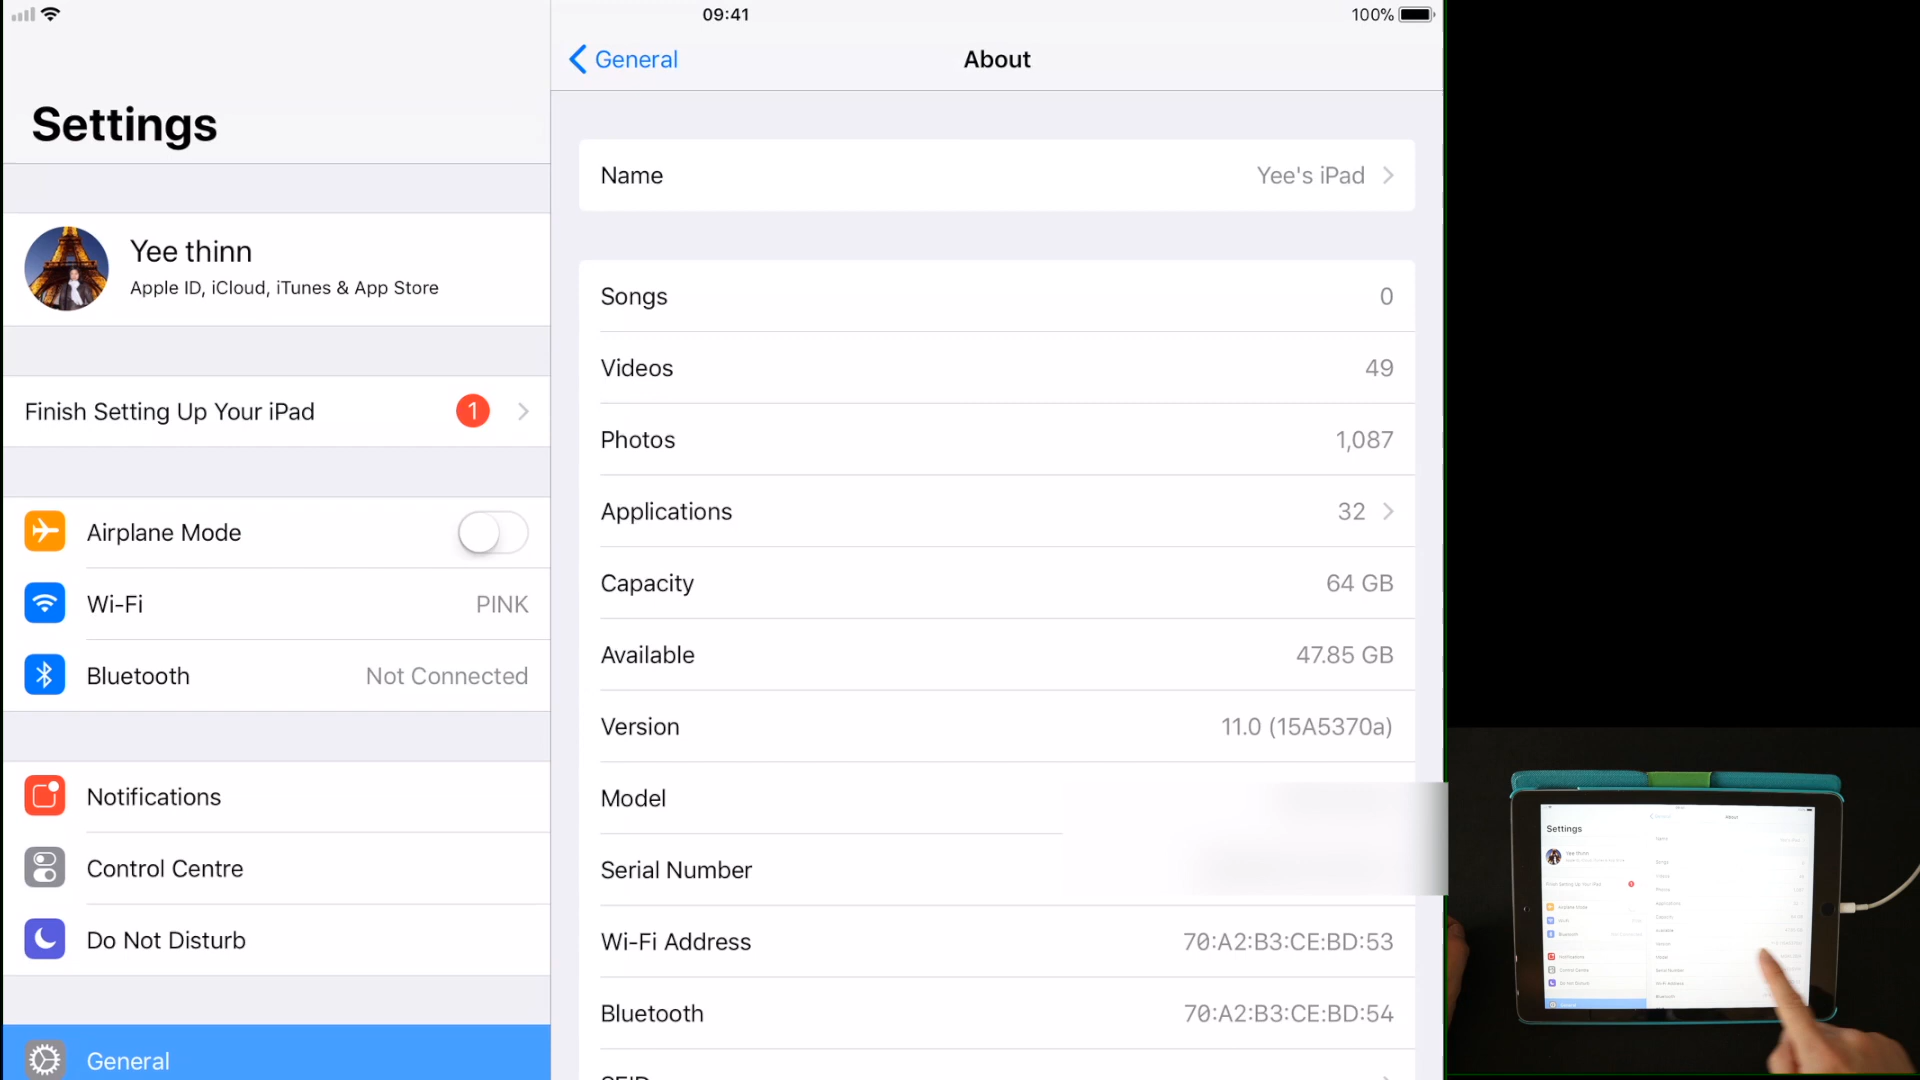 09:41
100%
General
About
Settings
Name
Yee's iPad
Yee thinn
Apple ID, iCloud, iTunes & App Store
Songs
0
Videos
49
Finish Setting Up Your iPad
1
Photos
1,087
Applications
32
Airplane Mode
Capacity
64 GB
Wi-Fi
PINK
Available
47.85 GB
Bluetooth
Not Connected
Version
11.0 (15A5370a)
Notifications
Model
Control Centre
Serial Number
Do Not Disturb
Wi-Fi Address
70:A2:B3:CE:BD:53
Bluetooth
70:A2:B3:CE:BD:54
General
Settings
About